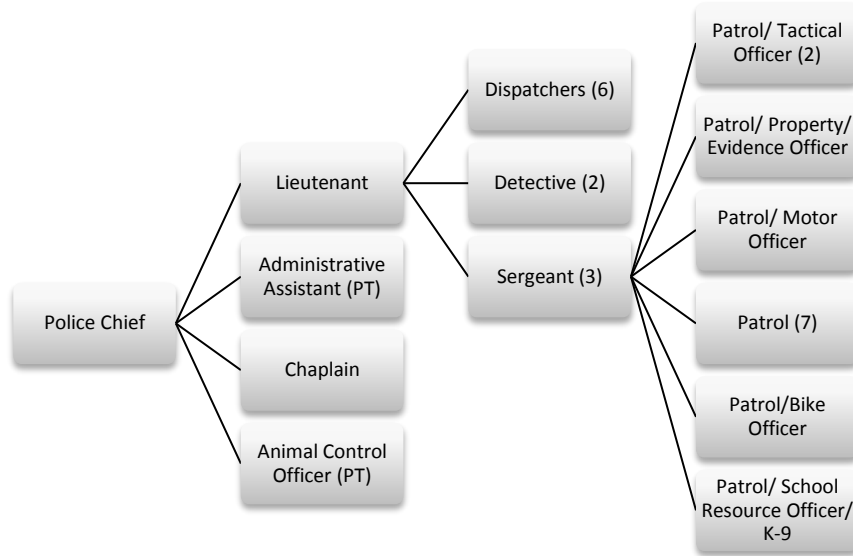 Police Chief
Lieutenant
Administrative
Assistant (PT)
Chaplain
Animal Control
Officer (PT)
Dispatchers (6)
Detective (2)
Sergeant (3)
Patrol/ Tactical
Officer (2)
Patrol/ Property/
Evidence Officer
Patrol/ Motor
Officer
Patrol (7)
Patrol/Bike
Officer
Patrol/ School
Resource Officer/
K-9